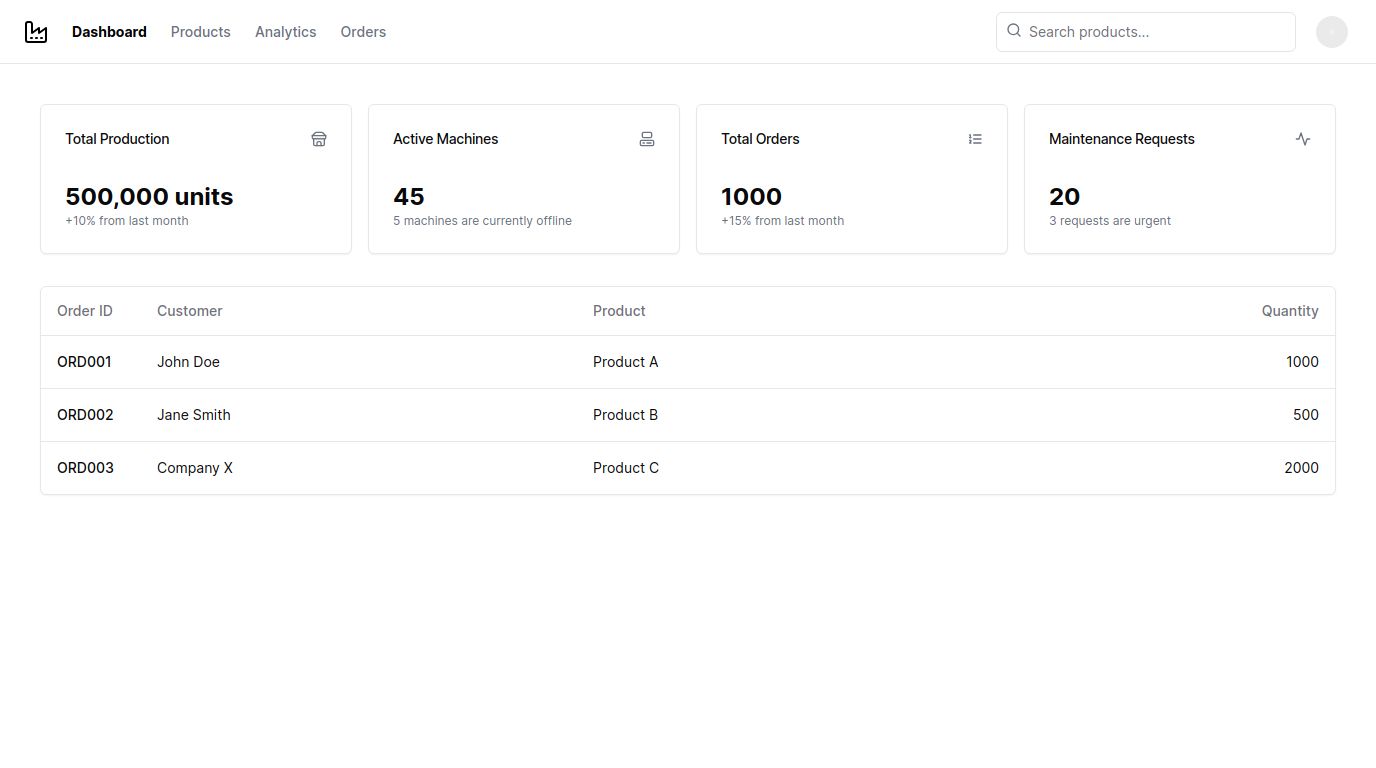 Dashboard Products Analytics Orders Search products...
Total Production Active Machines Total Orders Maintenance Requests
500,000 units 45 1000 20
+10% from last month 5 machines are currently offline +15% from last month 3 requests are urgent
Order ID Customer Product Quantity
ORD001 John Doe Product A 1000
ORD002 Jane Smith Product B 500
ORD003 Company X Product C 2000